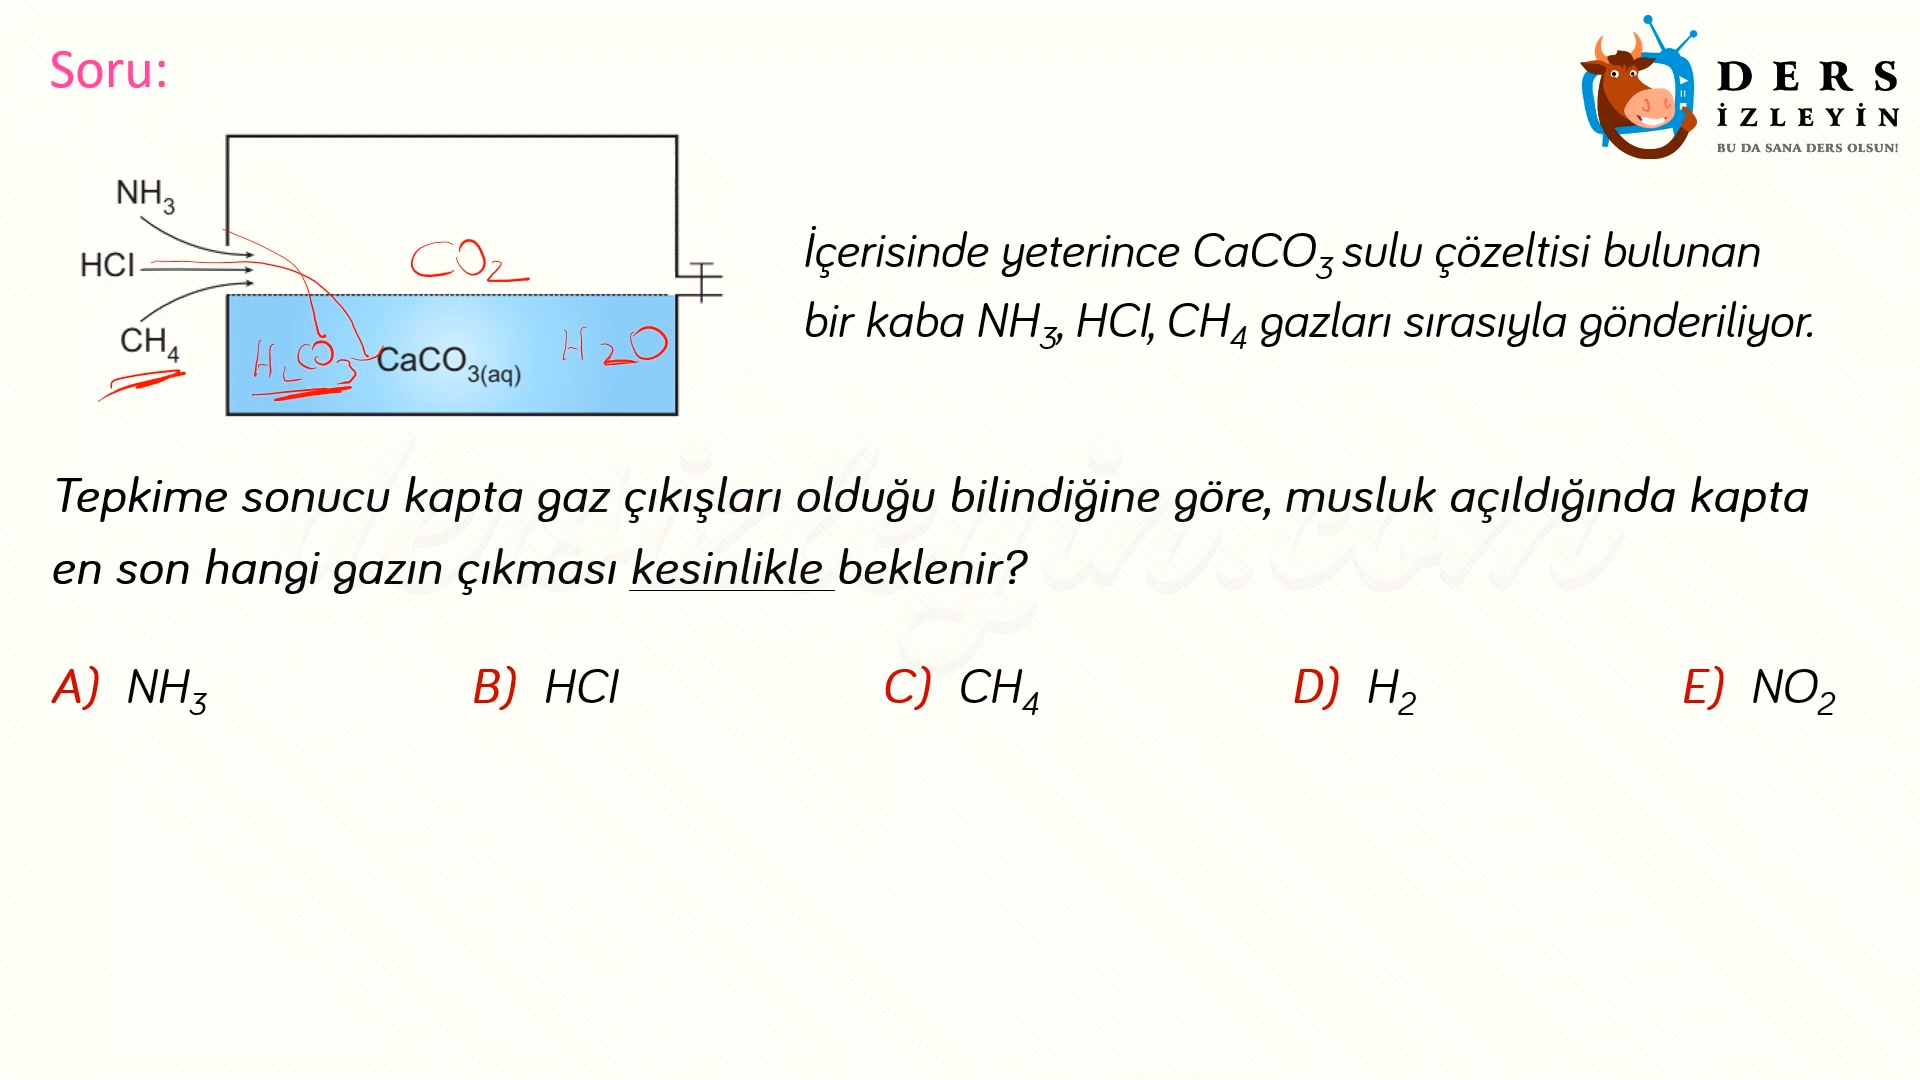 Soru:
DERS
İZLEYİN
BU DA SANA DERS OLSUN!
NH₃
HCl
CH₄
CO₂
H₂CO₃
CaCO₃(aq)
H₂O
İçerisinde yeterince CaCO₃ sulu çözeltisi bulunan
bir kaba NH₃, HCl, CH₄ gazları sırasıyla gönderiliyor.
Tepkime sonucu kapta gaz çıkışları olduğu bilindiğine göre, musluk açıldığında kapta
en son hangi gazın çıkması kesinlikle beklenir?
A) NH₃ B) HCl C) CH₄ D) H₂ E) NO₂